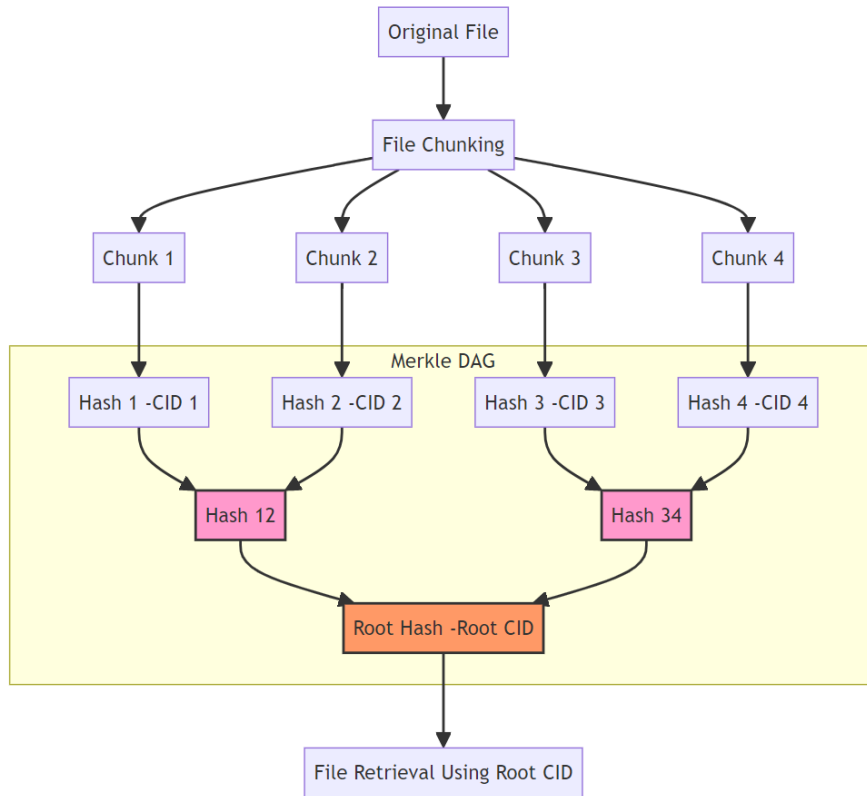 Original File
File Chunking
Chunk 1
Chunk 2
Chunk 3
Chunk 4
Merkle DAG
Hash 1 -CID 1
Hash 2 -CID 2
Hash 3 -CID 3
Hash 4 -CID 4
Hash 12
Hash 34
Root Hash -Root CID
File Retrieval Using Root CID